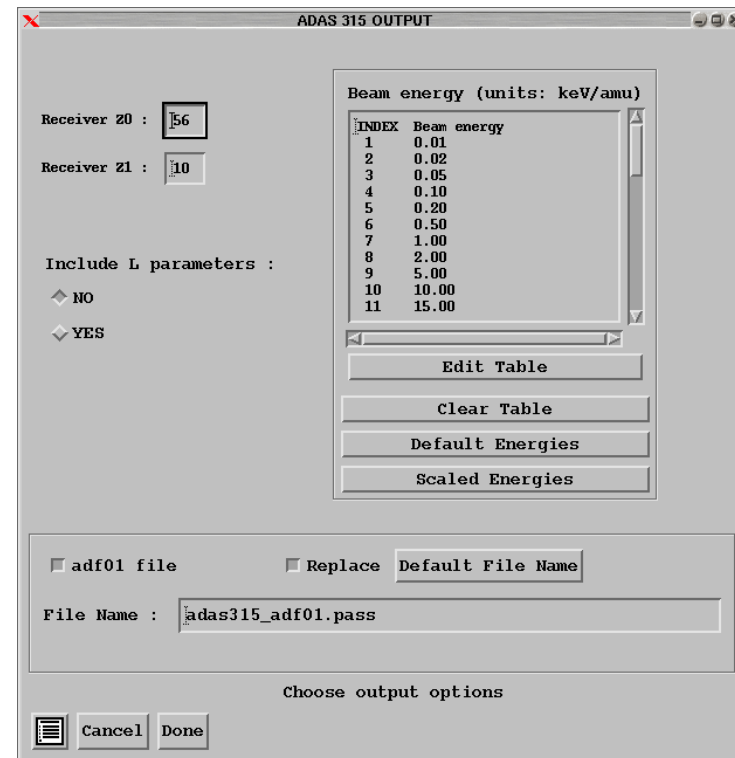 ADAS 315 OUTPUT
Receiver Z0 : 56
Receiver Z1 : 10
Include L parameters :
NO
YES
Beam energy (units: keV/amu)
INDEX Beam energy
1 0.01
2 0.02
3 0.05
4 0.10
5 0.20
6 0.50
7 1.00
8 2.00
9 5.00
10 10.00
11 15.00
Edit Table
Clear Table
Default Energies
Scaled Energies
adf01 file
Replace
Default File Name
File Name : adas315_adf01.pass
Choose output options
Cancel
Done